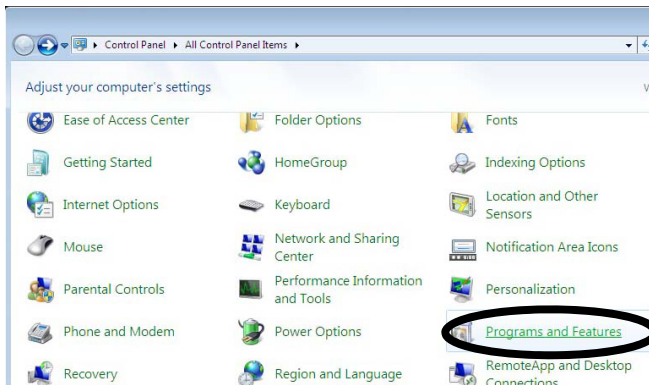 Control Panel ▸ All Control Panel Items ▸
Adjust your computer's settings
Ease of Access Center
Folder Options
Fonts
Getting Started
HomeGroup
Indexing Options
Internet Options
Keyboard
Location and Other
Sensors
Mouse
Network and Sharing
Center
Notification Area Icons
Parental Controls
Performance Information
and Tools
Personalization
Phone and Modem
Power Options
Programs and Features
Recovery
Region and Language
RemoteApp and Desktop
Connections